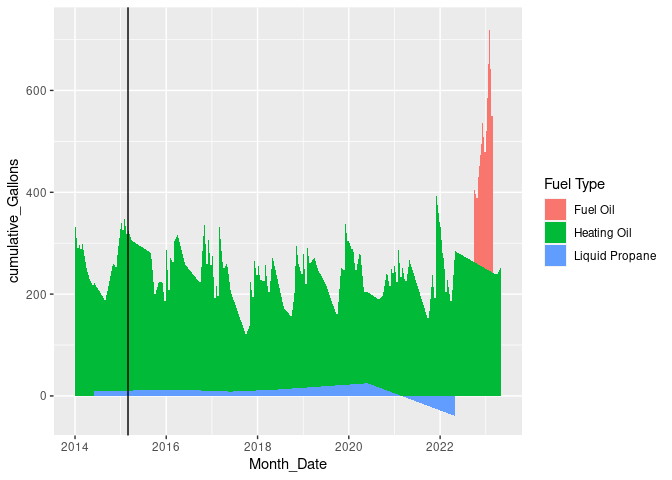 cumulative_Gallons
600
400
200
0
2014
2016
2018
2020
2022
Month_Date
Fuel Type
Fuel Oil
Heating Oil
Liquid Propane